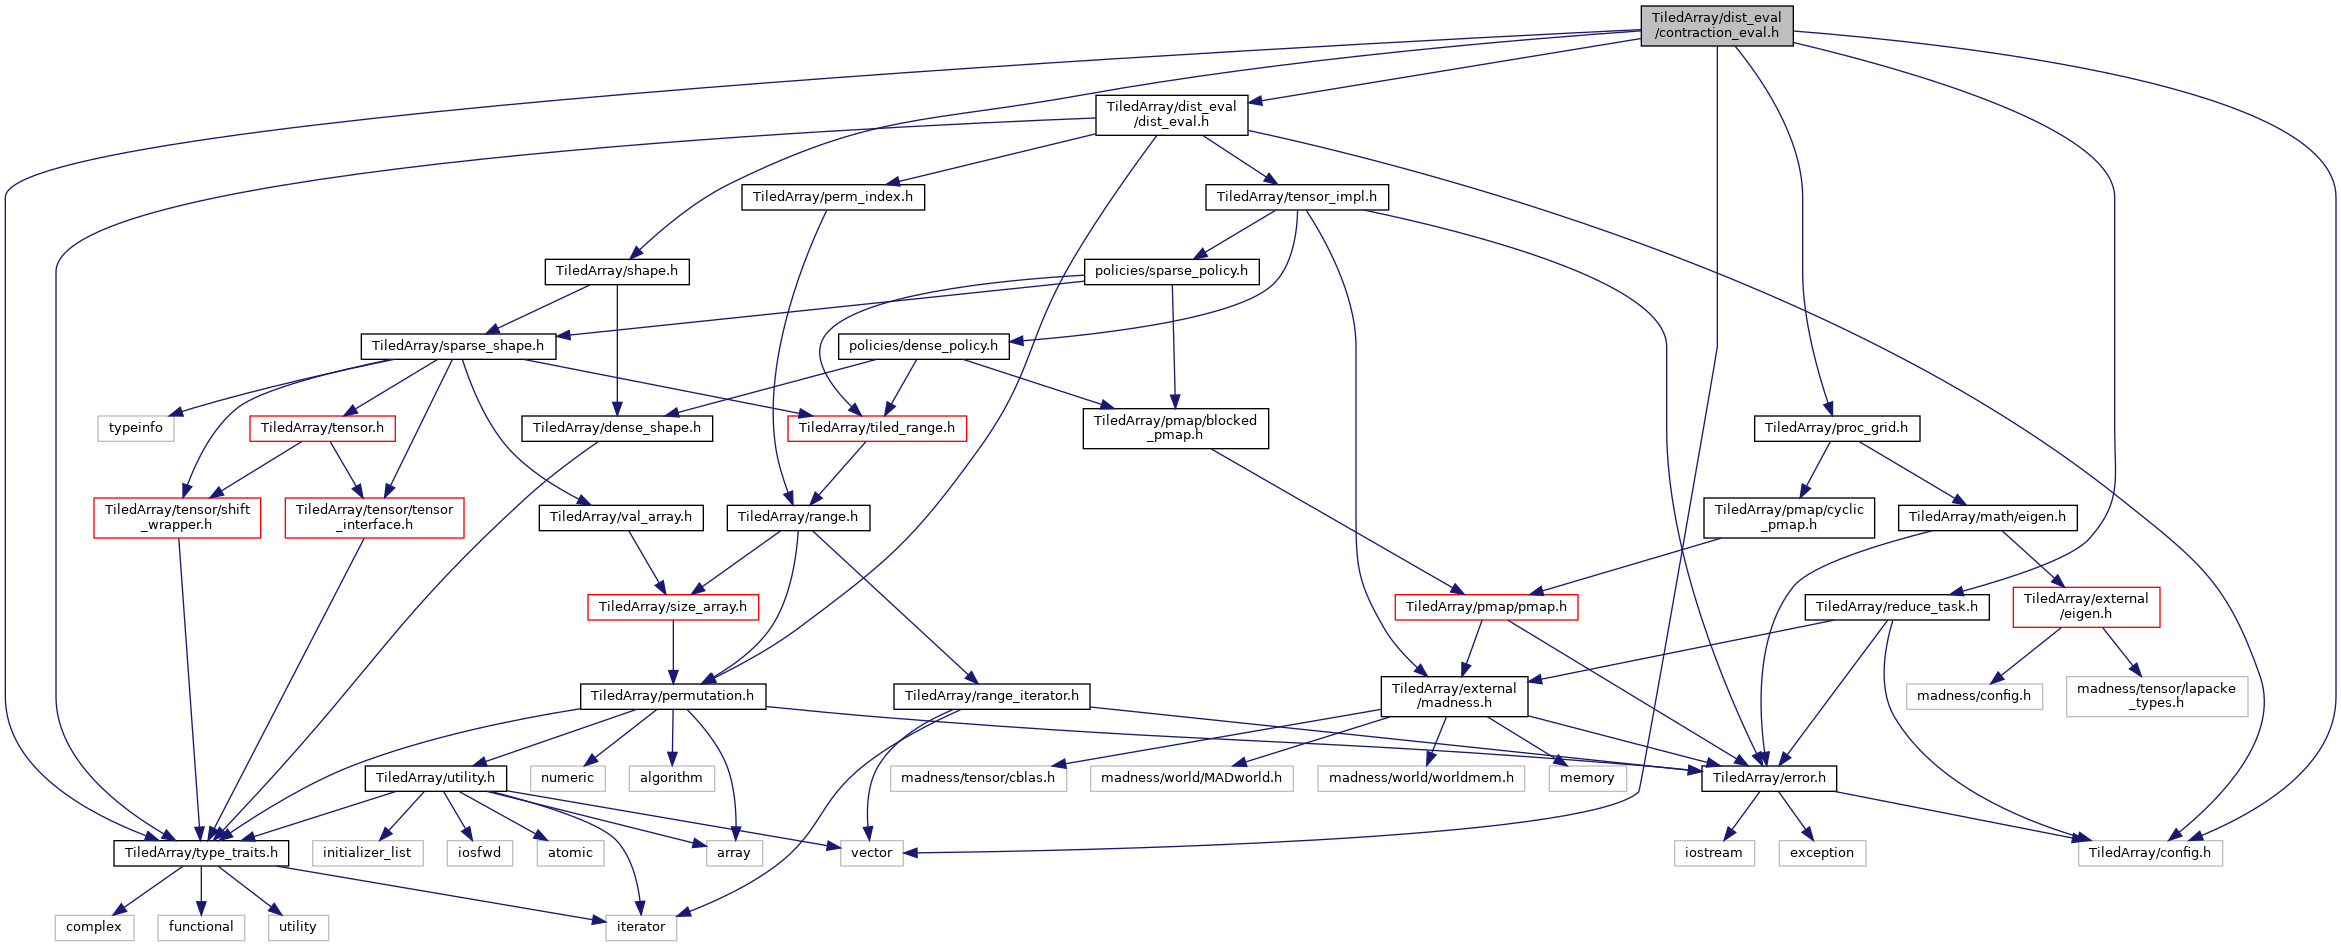 TiledArray/dist_eval
/contraction_eval.h
TiledArray/dist_eval
/dist_eval.h
TiledArray/perm_index.h
TiledArray/tensor_impl.h
TiledArray/shape.h
policies/sparse_policy.h
TiledArray/sparse_shape.h
policies/dense_policy.h
typeinfo
TiledArray/tensor.h
TiledArray/dense_shape.h
TiledArray/tiled_range.h
TiledArray/pmap/blocked
_pmap.h
TiledArray/proc_grid.h
TiledArray/tensor/shift
_wrapper.h
TiledArray/tensor/tensor
_interface.h
TiledArray/val_array.h
TiledArray/range.h
TiledArray/pmap/cyclic
_pmap.h
TiledArray/math/eigen.h
TiledArray/size_array.h
TiledArray/pmap/pmap.h
TiledArray/reduce_task.h
TiledArray/external
/eigen.h
TiledArray/permutation.h
TiledArray/range_iterator.h
TiledArray/external
/madness.h
madness/config.h
madness/tensor/lapacke
_types.h
TiledArray/utility.h
numeric
algorithm
madness/tensor/cblas.h
madness/world/MADworld.h
madness/world/worldmem.h
memory
TiledArray/error.h
TiledArray/type_traits.h
initializer_list
iosfwd
atomic
array
vector
iostream
exception
TiledArray/config.h
complex
functional
utility
iterator